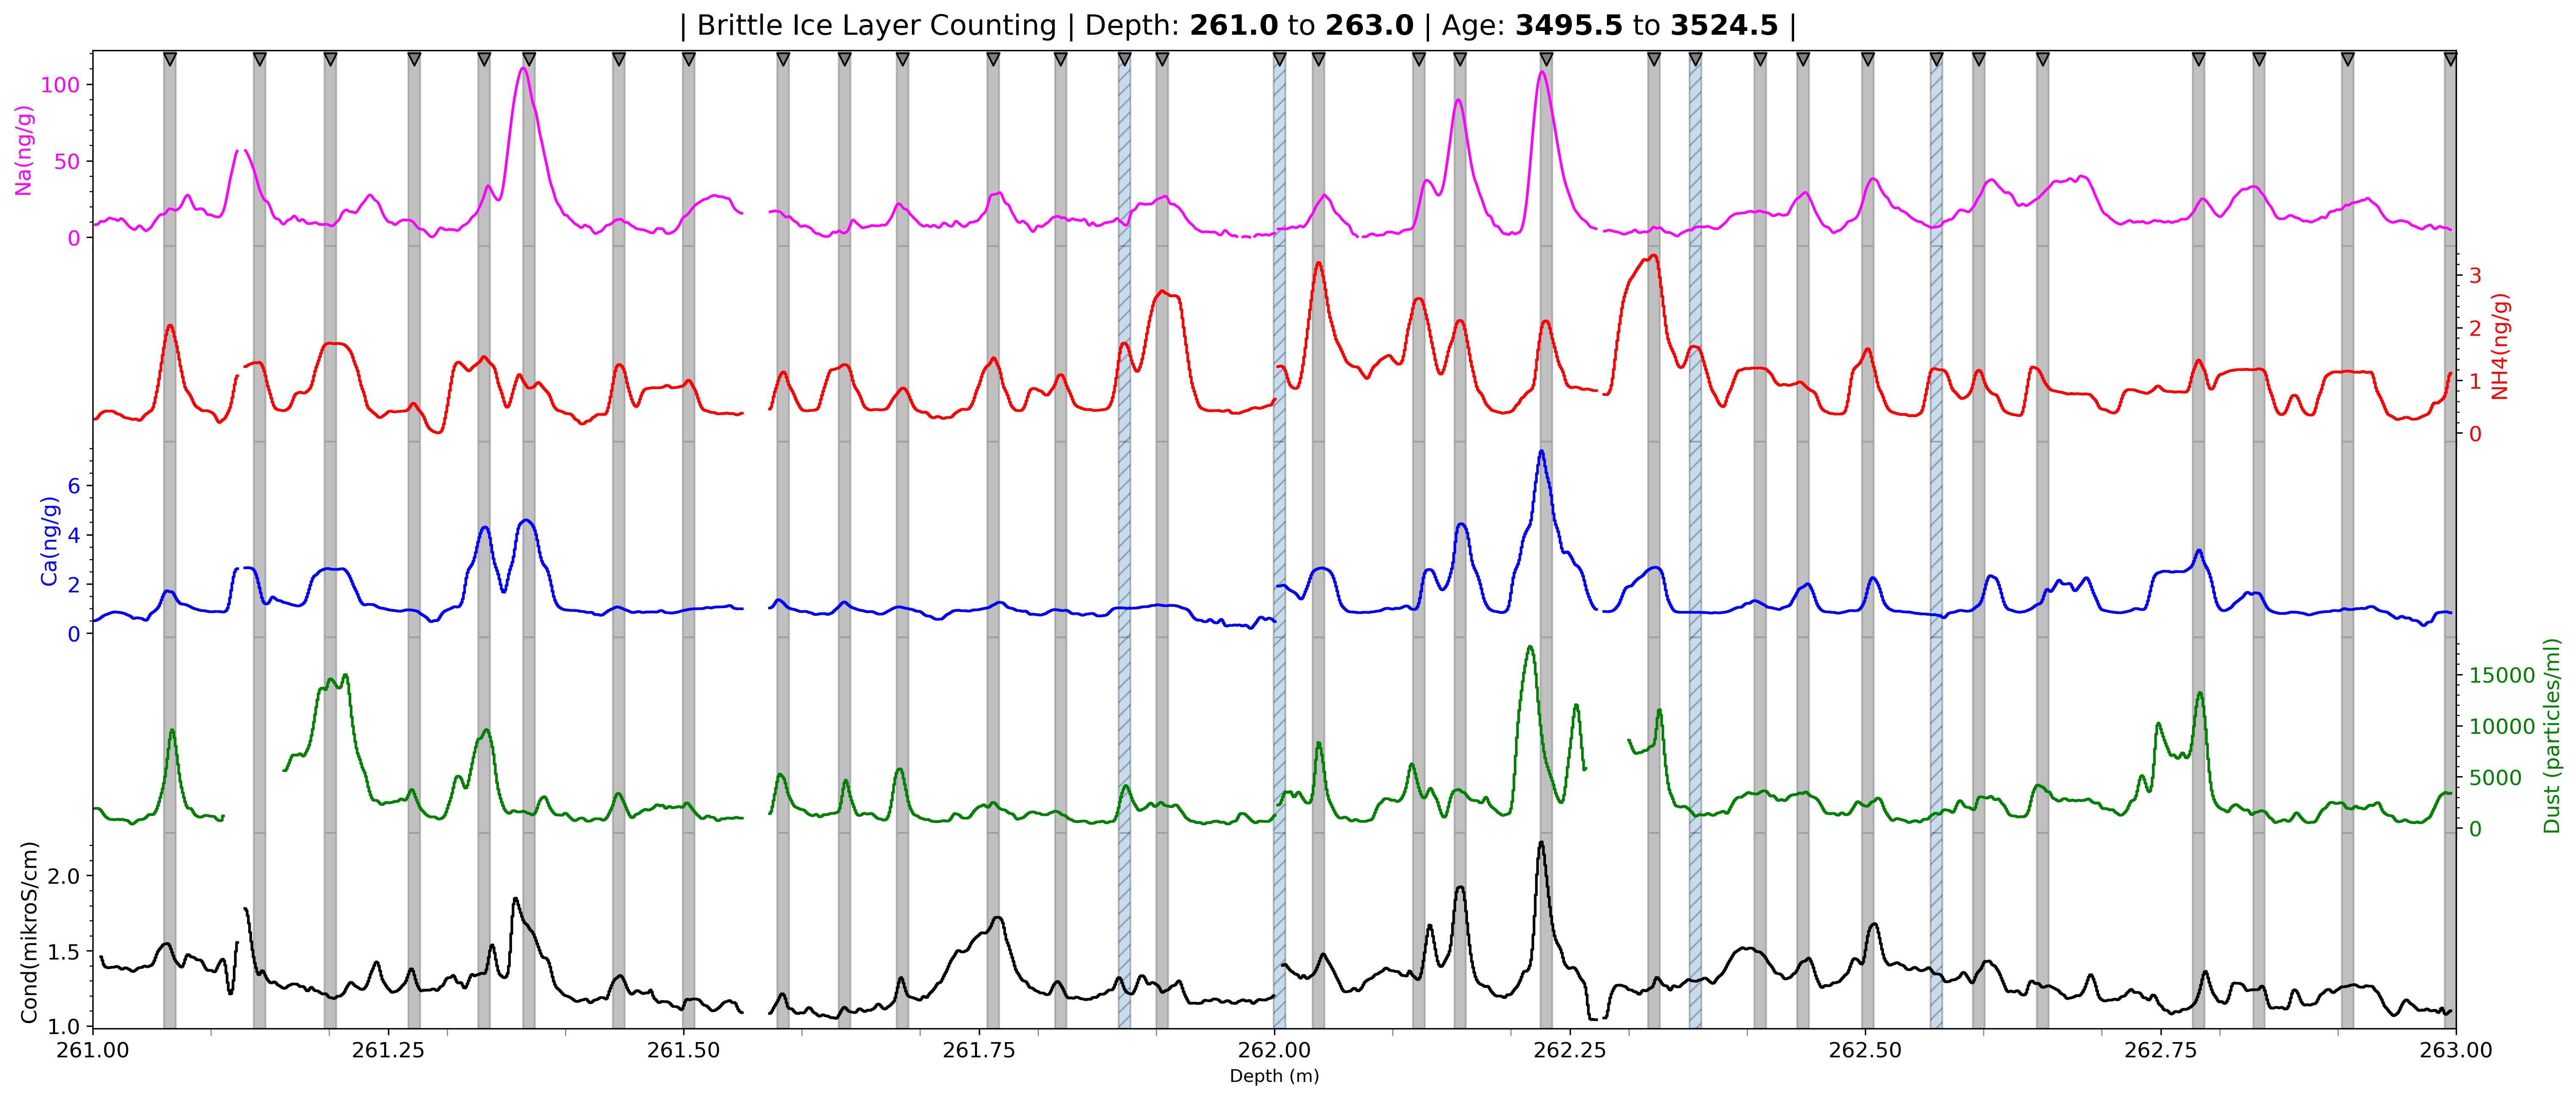 | Brittle Ice Layer Counting | Depth: 261.0 to 263.0 | Age: 3495.5 to 3524.5 |
Na(ng/g)
100
50
0
NH4(ng/g)
3
2
1
0
Ca(ng/g)
6
4
2
0
Dust (particles/ml)
15000
10000
5000
0
Cond(mikroS/cm)
2.0
1.5
1.0
261.00 261.25 261.50 261.75 262.00 262.25 262.50 262.75 263.00
Depth (m)